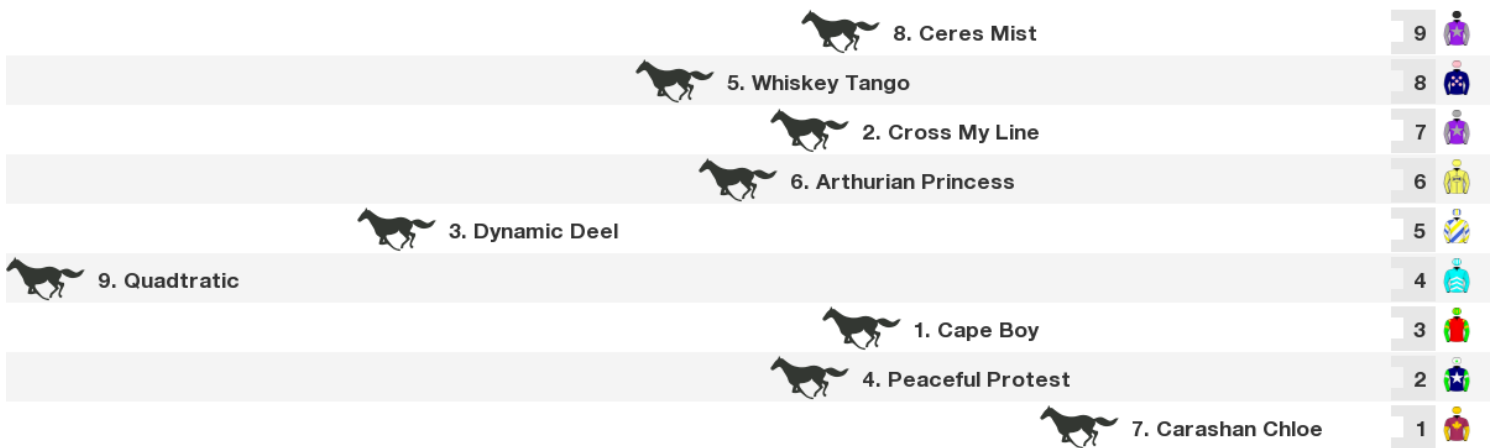 8. Ceres Mist 9
5. Whiskey Tango 8
2. Cross My Line 7
6. Arthurian Princess 6
3. Dynamic Deel 5
9. Quadtratic 4
1. Cape Boy 3
4. Peaceful Protest 2
7. Carashan Chloe 1